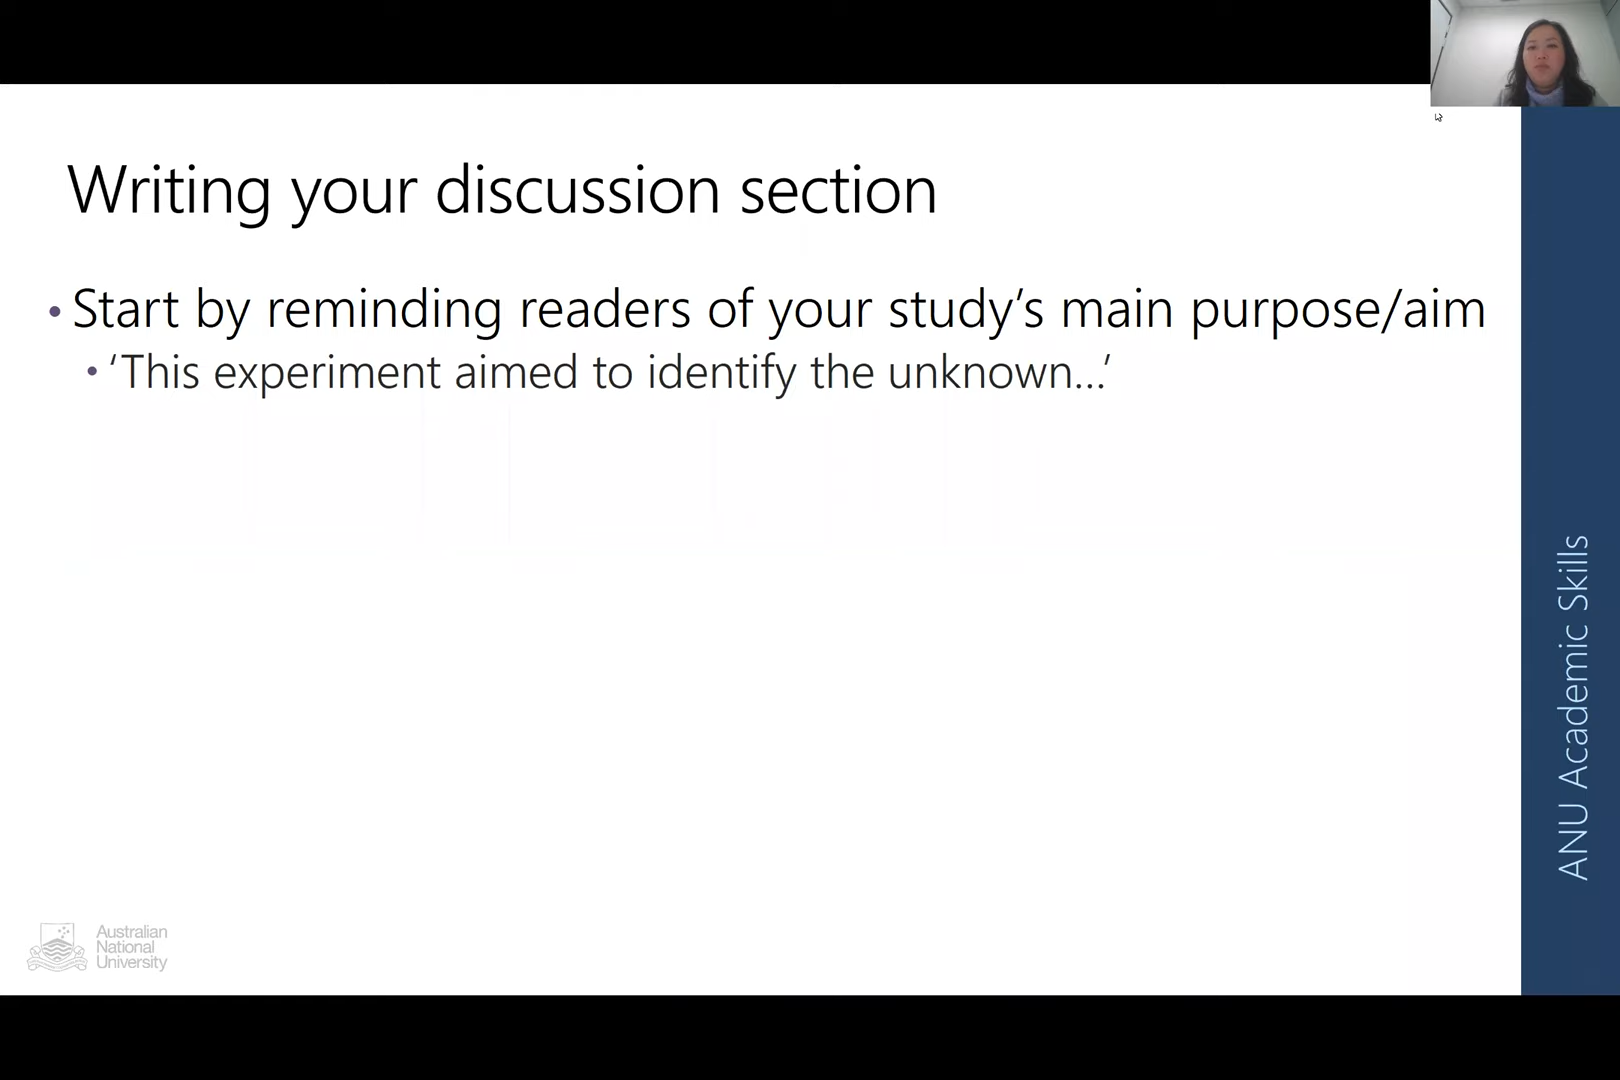 Writing your discussion section
• Start by reminding readers of your study’s main purpose/aim
• ‘This experiment aimed to identify the unknown...’
ANU Academic Skills
Australian
National
University